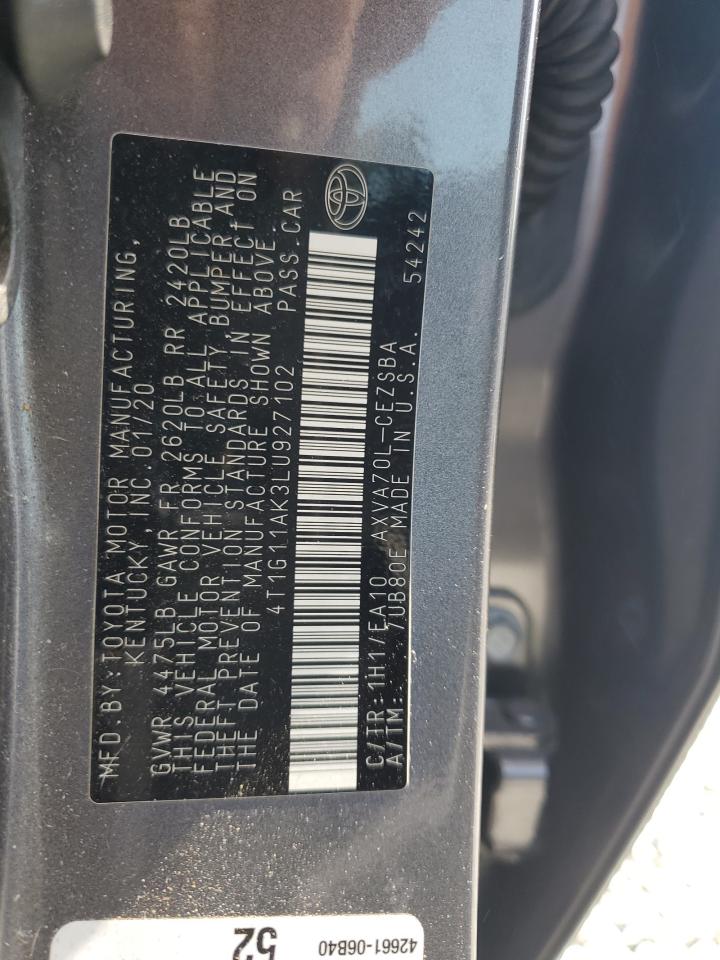 MFD.BY:TOYOTA MOTOR MANUFACTURING,
KENTUCKY, INC.01/20
GVWR 4475LB GAWR FR 2620LB RR 2420LB
THIS VEHICLE CONFORMS TO ALL APPLICABLE
FEDERAL MOTOR VEHICLE SAFETY, BUMPER,AND
THEFT PREVENTION STANDARDS IN EFFECT ON
THE DATE OF MANUFACTURE SHOWN ABOVE.
4T1G11AK3LU927102 PASS.CAR
C/TR:1H1/EA10 AXVA70L-CEZSBA
A/TM: /UB80E MADE IN U.S.A. 54242
52
42661-06B40